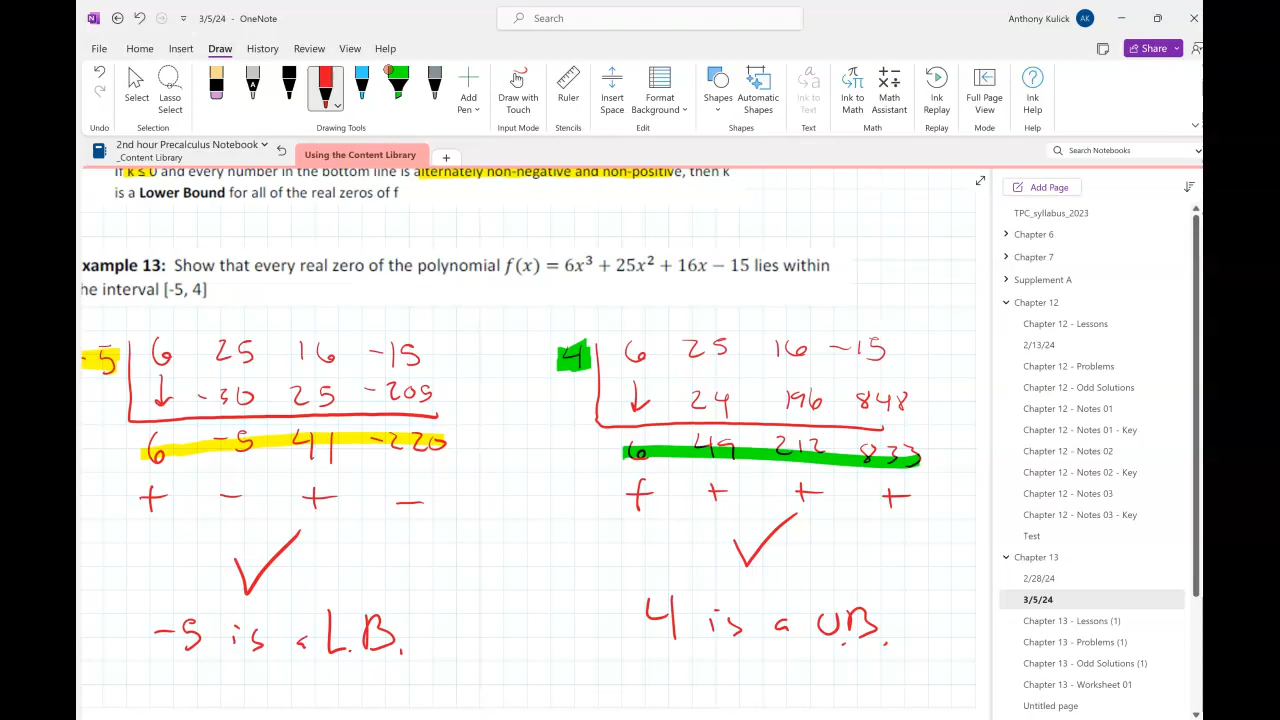 3/5/24 - OneNote
Search
Anthony Kulick AK
File Home Insert Draw History Review View Help
Share
Select
Lasso Select
Add Pen
Draw with Touch
Ruler
Insert Space
Format Background
Shapes
Automatic Shapes
Ink to Text
Ink to Math
Math Assistant
Ink Replay
Full Page View
Ink Help
Undo Selection Drawing Tools Input Mode Stencils Edit Shapes Text Math Replay Mode Help
2nd hour Precalculus Notebook
_Content Library
Using the Content Library
+
Search Notebooks
If k ≤ 0 and every number in the bottom line is alternately non-negative and non-positive, then k
is a Lower Bound for all of the real zeros of f
xample 13: Show that every real zero of the polynomial f(x) = 6x³ + 25x² + 16x − 15 lies within
he interval [-5, 4]
-5 6 25 16 -15
↓ -30 25 -205
6 -5 41 -220
+ - + -
✓
-5 is a L.B.
4 6 25 16 -15
↓ 24 196 848
6 49 212 833
+ + + +
✓
4 is a U.B.
Add Page
TPC_syllabus_2023
Chapter 6
Chapter 7
Supplement A
Chapter 12
Chapter 12 - Lessons
2/13/24
Chapter 12 - Problems
Chapter 12 - Odd Solutions
Chapter 12 - Notes 01
Chapter 12 - Notes 01 - Key
Chapter 12 - Notes 02
Chapter 12 - Notes 02 - Key
Chapter 12 - Notes 03
Chapter 12 - Notes 03 - Key
Test
Chapter 13
2/28/24
3/5/24
Chapter 13 - Lessons (1)
Chapter 13 - Problems (1)
Chapter 13 - Odd Solutions (1)
Chapter 13 - Worksheet 01
Untitled page